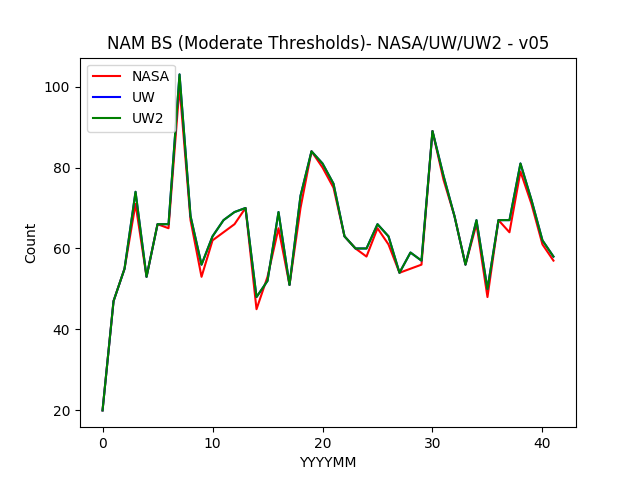 NAM BS (Moderate Thresholds)- NASA/UW/UW2 - v05
NASA
UW
UW2
100
80
60
40
20
Count
0 10 20 30 40
YYYYMM